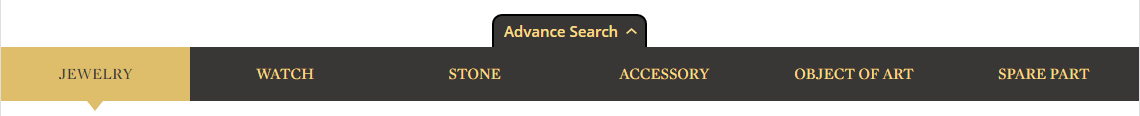 Advance Search
JEWELRY WATCH STONE ACCESSORY OBJECT OF ART SPARE PART